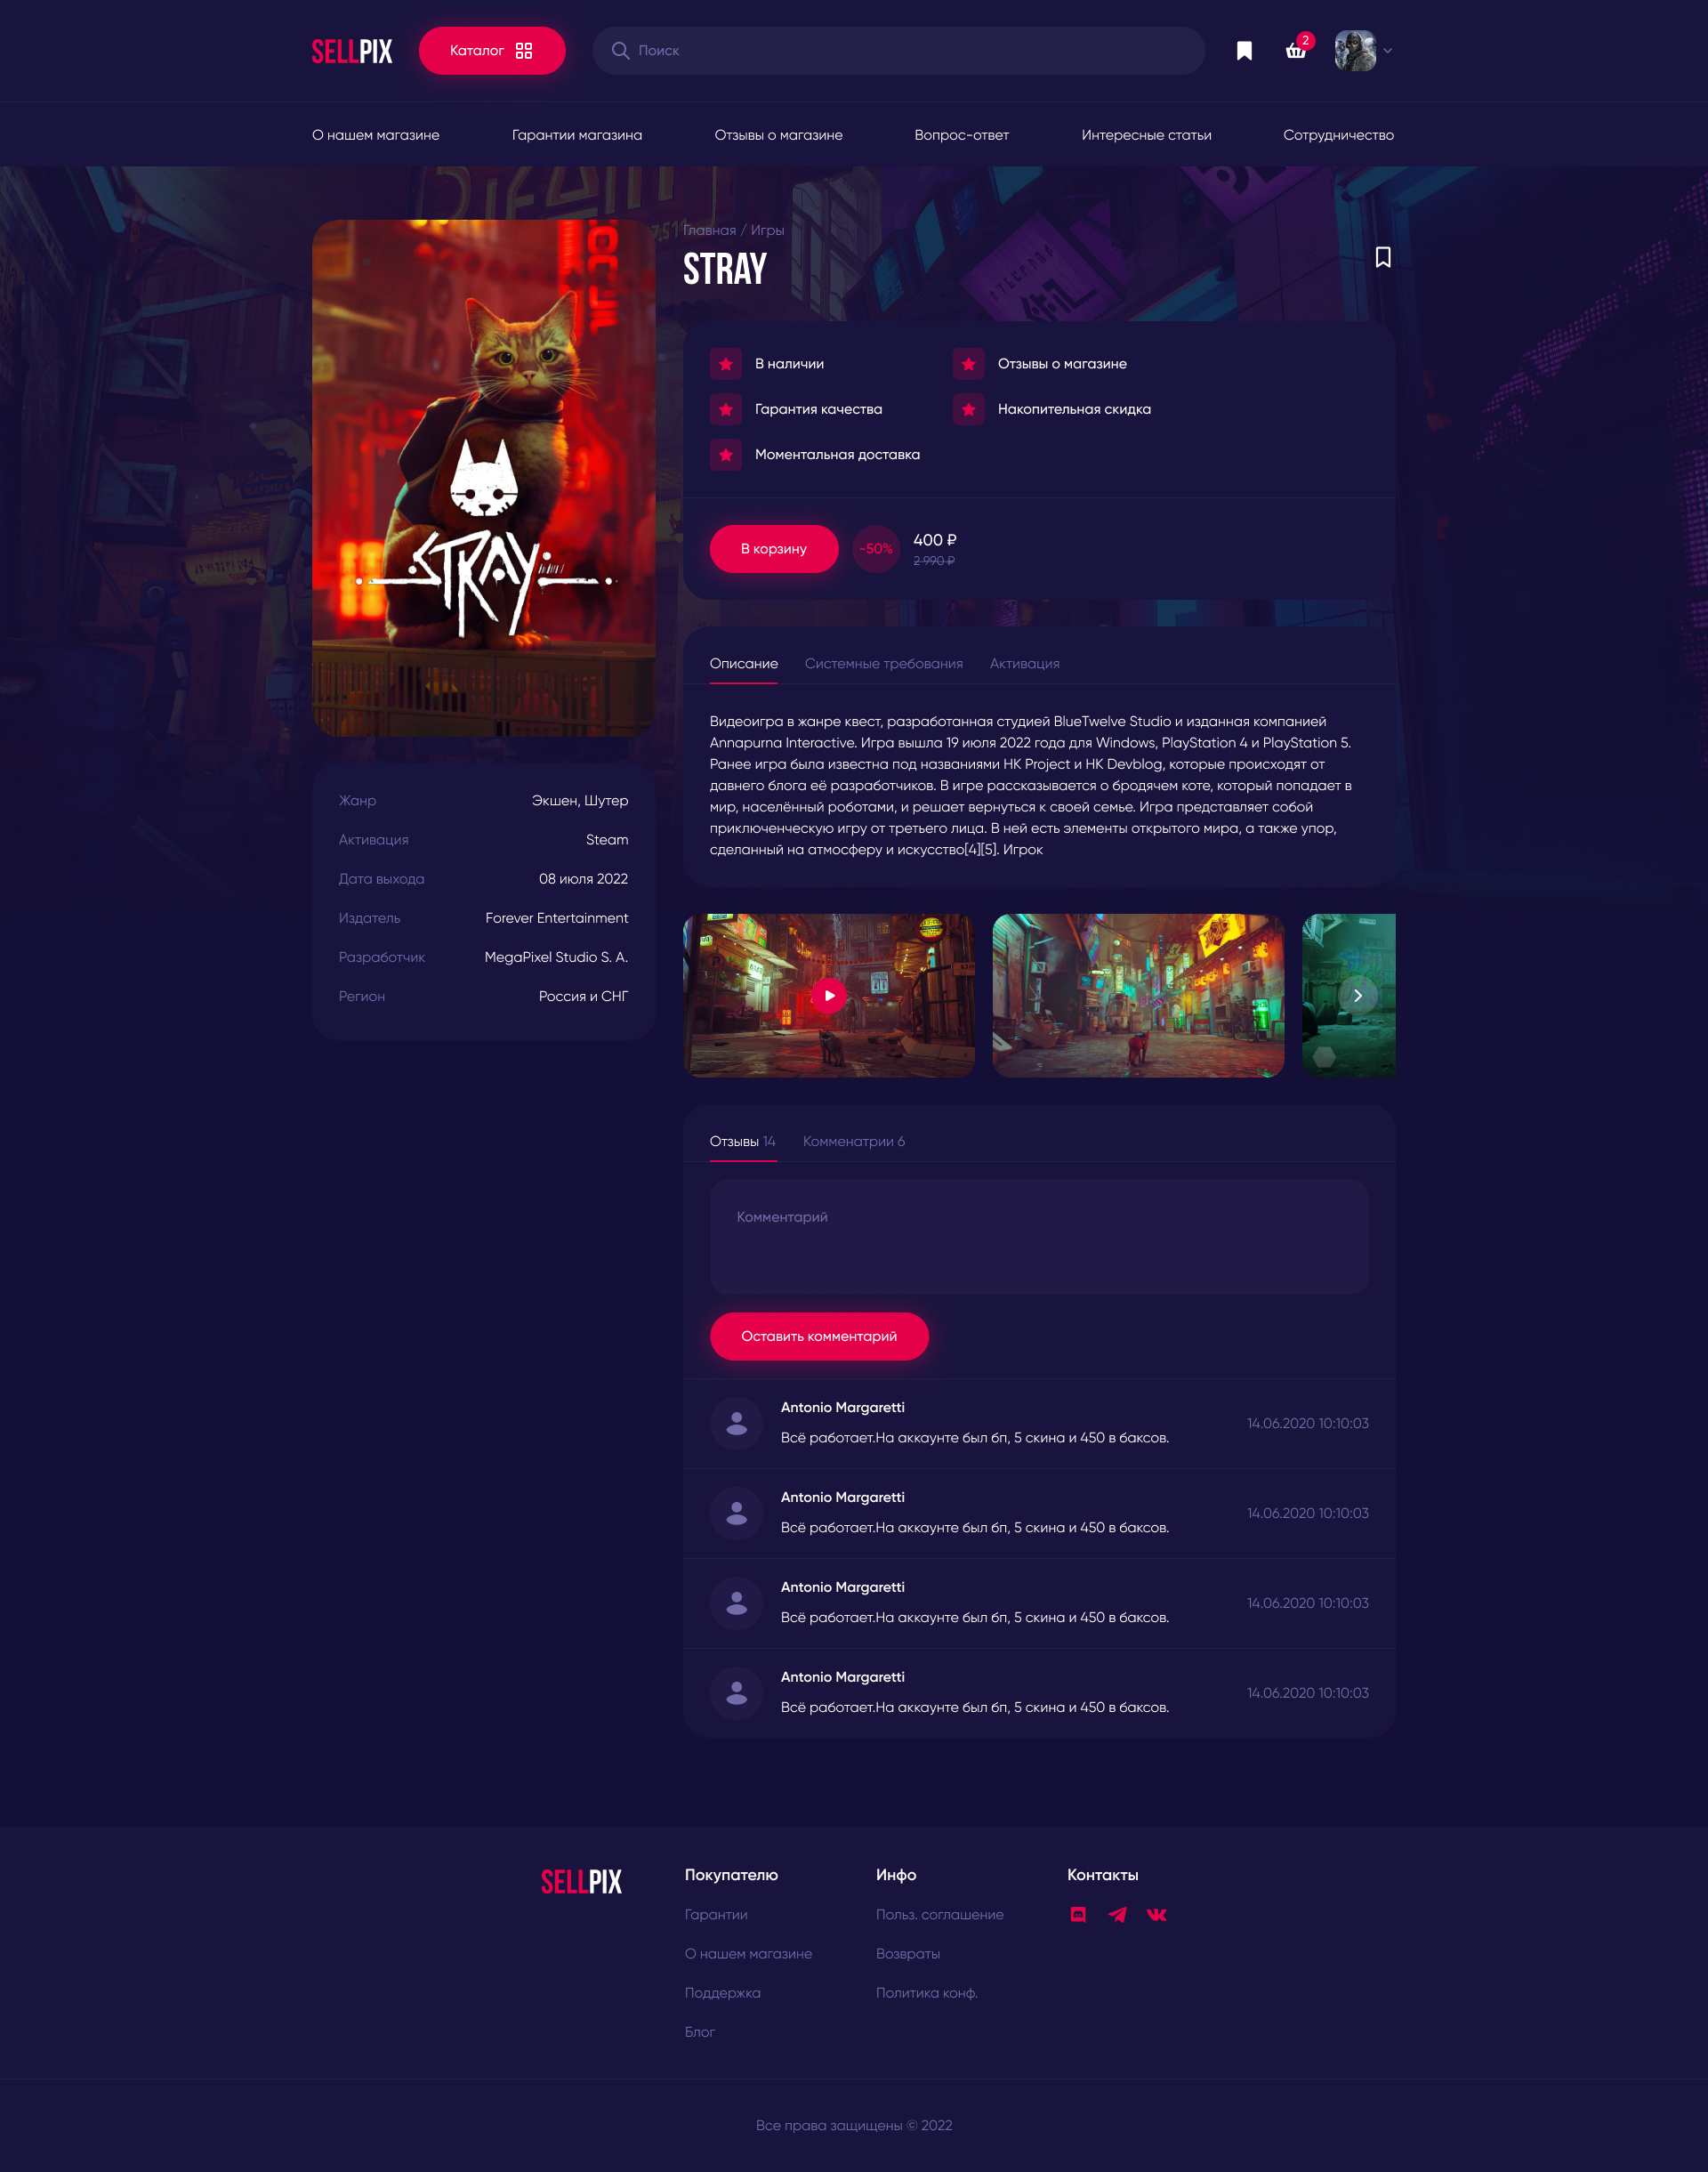 SELLPIX
Каталог
Поиск
2
О нашем магазине
Гарантии магазина
Отзывы о магазине
Вопрос-ответ
Интересные статьи
Сотрудничество
STRAY
Главная / Игры
STRAY
В наличии
Отзывы о магазине
Гарантия качества
Накопительная скидка
Моментальная доставка
В корзину
-50%
400 ₽
2 990 ₽
Описание
Системные требования
Активация
Видеоигра в жанре квест, разработанная студией BlueTwelve Studio и изданная компанией
Annapurna Interactive. Игра вышла 19 июля 2022 года для Windows, PlayStation 4 и PlayStation 5.
Ранее игра была известна под названиями HK Project и HK Devblog, которые происходят от
давнего блога её разработчиков. В игре рассказывается о бродячем коте, который попадает в
мир, населённый роботами, и решает вернуться к своей семье. Игра представляет собой
приключенческую игру от третьего лица. В ней есть элементы открытого мира, а также упор,
сделанный на атмосферу и искусство[4][5]. Игрок
Жанр Экшен, Шутер
Активация Steam
Дата выхода 08 июля 2022
Издатель Forever Entertainment
Разработчик MegaPixel Studio S. A.
Регион Россия и СНГ
Отзывы 14
Комменатрии 6
Комментарий
Оставить комментарий
Antonio Margaretti
Всё работает.На аккаунте был бп, 5 скина и 450 в баксов.
14.06.2020 10:10:03
Antonio Margaretti
Всё работает.На аккаунте был бп, 5 скина и 450 в баксов.
14.06.2020 10:10:03
Antonio Margaretti
Всё работает.На аккаунте был бп, 5 скина и 450 в баксов.
14.06.2020 10:10:03
Antonio Margaretti
Всё работает.На аккаунте был бп, 5 скина и 450 в баксов.
14.06.2020 10:10:03
SELLPIX
Покупателю
Гарантии
О нашем магазине
Поддержка
Блог
Инфо
Польз. соглашение
Возвраты
Политика конф.
Контакты
Все права защищены © 2022